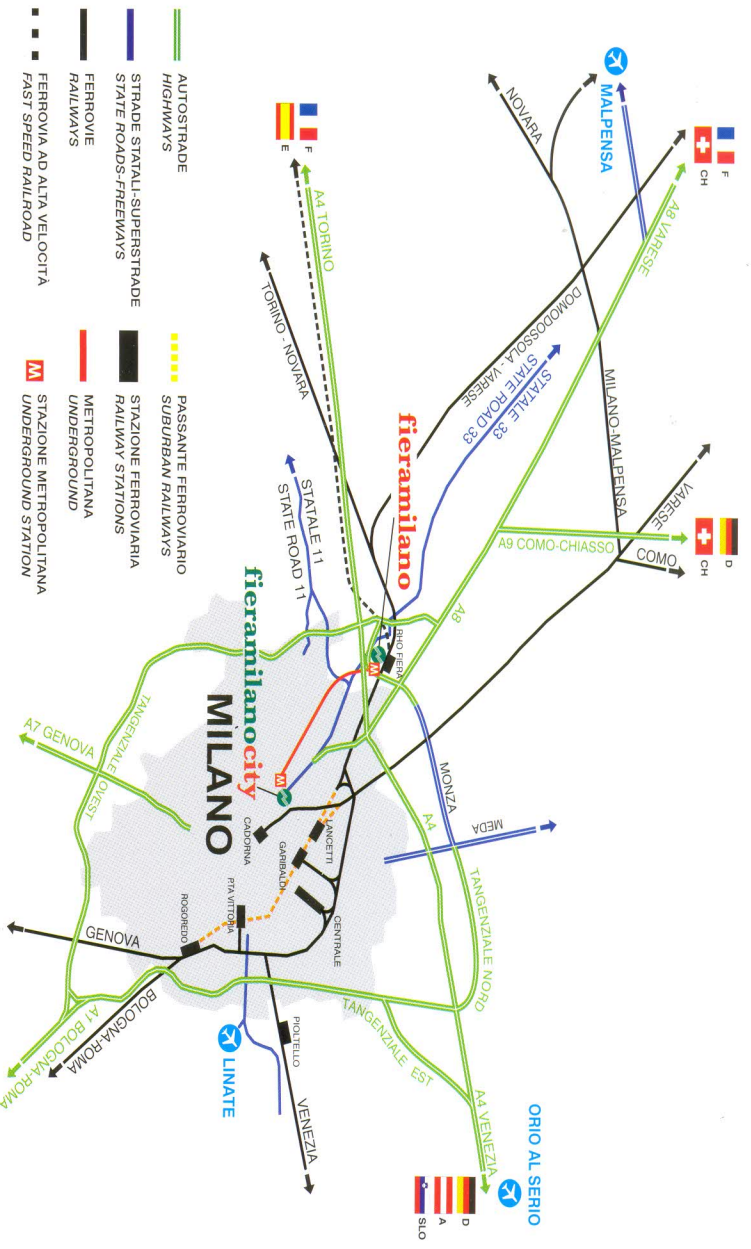 MALPENSA
F
CH
NOVARA
A8 VARESE
DOMODOSSOLA - VARESE
STATALE 33
STATE ROAD 33
MILANO-MALPENSA
VARESE
COMO
D
CH
A9 COMO-CHIASSO
F
E
A4 TORINO
TORINO - NOVARA
STATALE 11
STATE ROAD 11
fieramilano
A8
RHO FIERA
M
fieramilanocity
M
MILANO
MONZA
A4
MEDA
TANGENZIALE NORD
LANCETTI
GARIBALDI
CADORNA
CENTRALE
P.TA VITTORIA
ROGOREDO
TANGENZIALE OVEST
A7 GENOVA
GENOVA
BOLOGNA-ROMA
A1 BOLOGNA-ROMA
TANGENZIALE EST
PIOLTELLO
LINATE
VENEZIA
A4 VENEZIA
ORIO AL SERIO
D
A
SLO
AUTOSTRADE
HIGHWAYS
STRADE STATALI-SUPERSTRADE
STATE ROADS-FREEWAYS
FERROVIE
RAILWAYS
FERROVIA AD ALTA VELOCITÀ
FAST SPEED RAILROAD
PASSANTE FERROVIARIO
SUBURBAN RAILWAYS
STAZIONE FERROVIARIA
RAILWAY STATIONS
METROPOLITANA
UNDERGROUND
M
STAZIONE METROPOLITANA
UNDERGROUND STATION